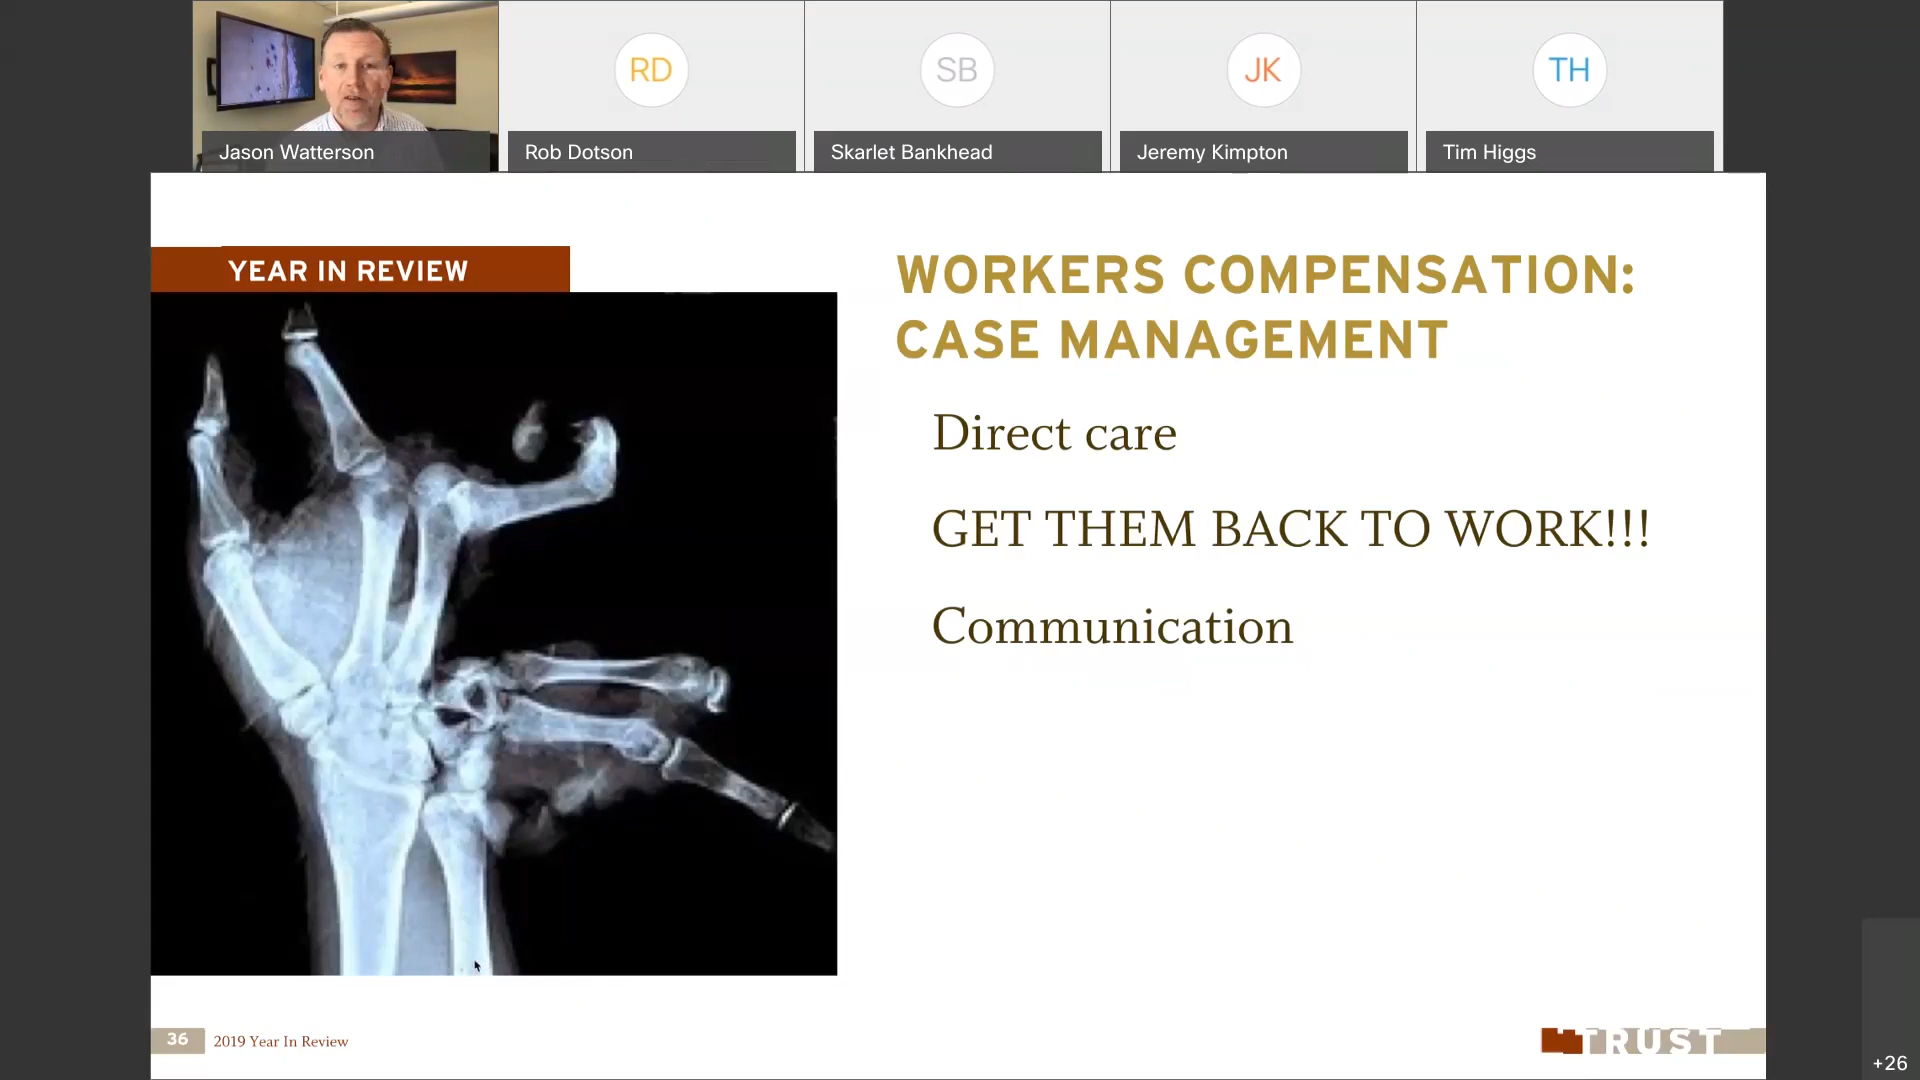 RD
SB
JK
TH
Jason Watterson
Rob Dotson
Skarlet Bankhead
Jeremy Kimpton
Tim Higgs
YEAR IN REVIEW
WORKERS COMPENSATION:
CASE MANAGEMENT
Direct care
GET THEM BACK TO WORK!!!
Communication
36
2019 Year In Review
TRUST
+26